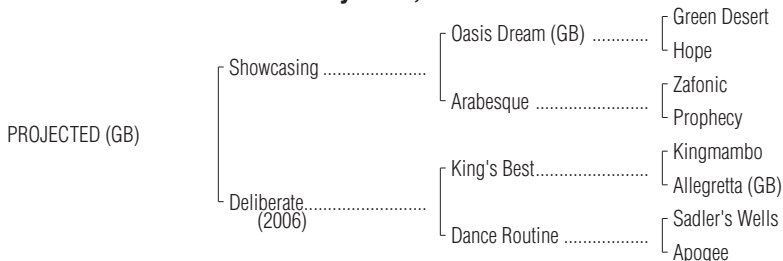 Green Desert
Oasis Dream (GB) ............
Hope
Showcasing ......................
Zafonic
Arabesque ........................
Prophecy
PROJECTED (GB)
Kingmambo
King's Best........................
Allegretta (GB)
Deliberate..........................
(2006)
Sadler's Wells
Dance Routine ..................
Apogee